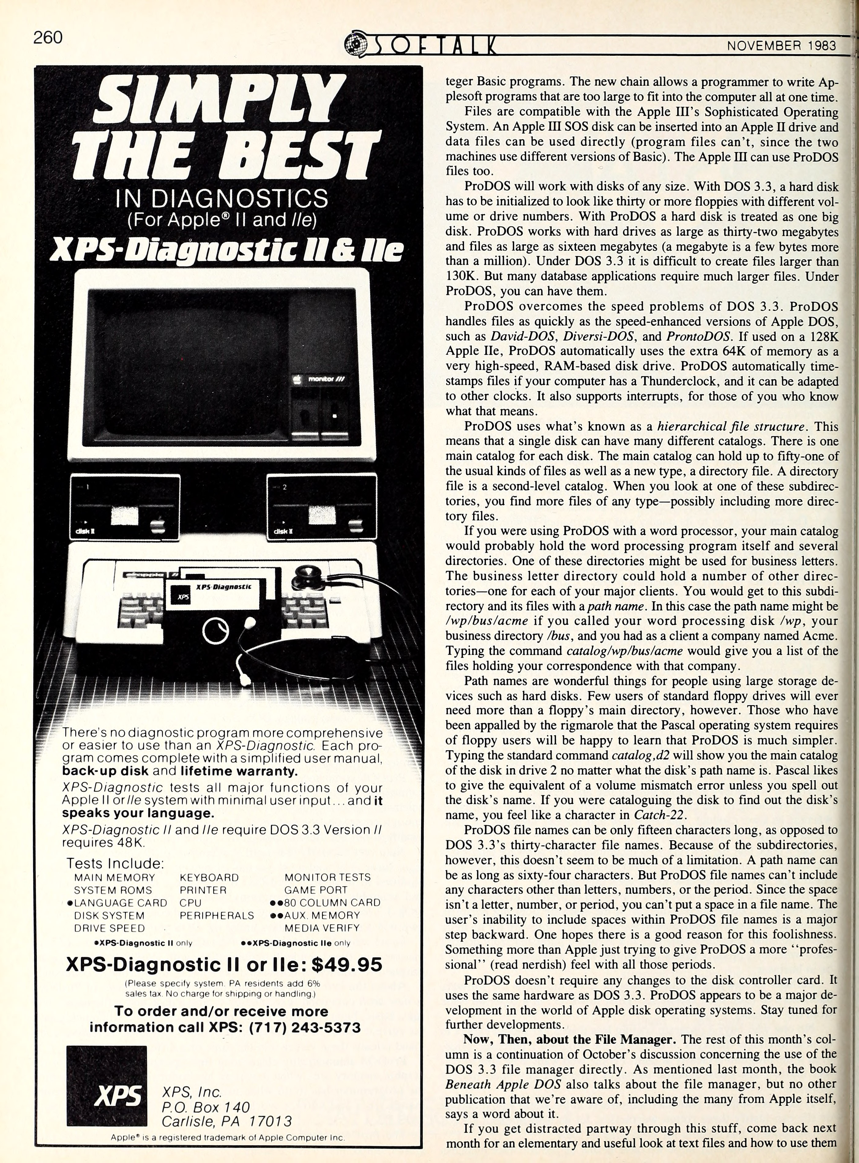 260
SOFTALK
NOVEMBER 1983
SIMPLY
THE BEST
IN DIAGNOSTICS
(For Apple® II and //e)
XPS-Diagnostic II & IIe
monitor ///
1
disk II
2
disk II
XPS-Diagnostic
XPS
There's no diagnostic program more comprehensive
or easier to use than an XPS-Diagnostic. Each pro-
gram comes complete with a simplified user manual,
back-up disk and lifetime warranty.
XPS-Diagnostic tests all major functions of your
Apple II or //e system with minimal user input...and it
speaks your language.
XPS-Diagnostic II and //e require DOS 3.3 Version //
requires 48K.
Tests Include:
MAIN MEMORY KEYBOARD MONITOR TESTS
SYSTEM ROMS PRINTER GAME PORT
●LANGUAGE CARD CPU ●●80 COLUMN CARD
DISK SYSTEM PERIPHERALS ●●AUX. MEMORY
DRIVE SPEED MEDIA VERIFY
●XPS-Diagnostic II only ●●XPS-Diagnostic IIe only
XPS-Diagnostic II or IIe: $49.95
(Please specify system. PA residents add 6%
sales tax. No charge for shipping or handling.)
To order and/or receive more
information call XPS: (717) 243-5373
XPS
XPS, Inc.
P.O. Box 140
Carlisle, PA 17013
Apple® is a registered trademark of Apple Computer Inc.
teger Basic programs. The new chain allows a programmer to write Ap-
plesoft programs that are too large to fit into the computer all at one time.
Files are compatible with the Apple III's Sophisticated Operating
System. An Apple III SOS disk can be inserted into an Apple II drive and
data files can be used directly (program files can't, since the two
machines use different versions of Basic). The Apple III can use ProDOS
files too.
ProDOS will work with disks of any size. With DOS 3.3, a hard disk
has to be initialized to look like thirty or more floppies with different vol-
ume or drive numbers. With ProDOS a hard disk is treated as one big
disk. ProDOS works with hard drives as large as thirty-two megabytes
and files as large as sixteen megabytes (a megabyte is a few bytes more
than a million). Under DOS 3.3 it is difficult to create files larger than
130K. But many database applications require much larger files. Under
ProDOS, you can have them.
ProDOS overcomes the speed problems of DOS 3.3. ProDOS
handles files as quickly as the speed-enhanced versions of Apple DOS,
such as David-DOS, Diversi-DOS, and ProntoDOS. If used on a 128K
Apple IIe, ProDOS automatically uses the extra 64K of memory as a
very high-speed, RAM-based disk drive. ProDOS automatically time-
stamps files if your computer has a Thunderclock, and it can be adapted
to other clocks. It also supports interrupts, for those of you who know
what that means.
ProDOS uses what's known as a hierarchical file structure. This
means that a single disk can have many different catalogs. There is one
main catalog for each disk. The main catalog can hold up to fifty-one of
the usual kinds of files as well as a new type, a directory file. A directory
file is a second-level catalog. When you look at one of these subdirec-
tories, you find more files of any type—possibly including more direc-
tory files.
If you were using ProDOS with a word processor, your main catalog
would probably hold the word processing program itself and several
directories. One of these directories might be used for business letters.
The business letter directory could hold a number of other direc-
tories—one for each of your major clients. You would get to this subdi-
rectory and its files with a path name. In this case the path name might be
/wp/bus/acme if you called your word processing disk /wp, your
business directory /bus, and you had as a client a company named Acme.
Typing the command catalog/wp/bus/acme would give you a list of the
files holding your correspondence with that company.
Path names are wonderful things for people using large storage de-
vices such as hard disks. Few users of standard floppy drives will ever
need more than a floppy's main directory, however. Those who have
been appalled by the rigmarole that the Pascal operating system requires
of floppy users will be happy to learn that ProDOS is much simpler.
Typing the standard command catalog,d2 will show you the main catalog
of the disk in drive 2 no matter what the disk's path name is. Pascal likes
to give the equivalent of a volume mismatch error unless you spell out
the disk's name. If you were cataloguing the disk to find out the disk's
name, you feel like a character in Catch-22.
ProDOS file names can be only fifteen characters long, as opposed to
DOS 3.3's thirty-character file names. Because of the subdirectories,
however, this doesn't seem to be much of a limitation. A path name can
be as long as sixty-four characters. But ProDOS file names can't include
any characters other than letters, numbers, or the period. Since the space
isn't a letter, number, or period, you can't put a space in a file name. The
user's inability to include spaces within ProDOS file names is a major
step backward. One hopes there is a good reason for this foolishness.
Something more than Apple just trying to give ProDOS a more "profes-
sional" (read nerdish) feel with all those periods.
ProDOS doesn't require any changes to the disk controller card. It
uses the same hardware as DOS 3.3. ProDOS appears to be a major de-
velopment in the world of Apple disk operating systems. Stay tuned for
further developments.
Now, Then, about the File Manager. The rest of this month's col-
umn is a continuation of October's discussion concerning the use of the
DOS 3.3 file manager directly. As mentioned last month, the book
Beneath Apple DOS also talks about the file manager, but no other
publication that we're aware of, including the many from Apple itself,
says a word about it.
If you get distracted partway through this stuff, come back next
month for an elementary and useful look at text files and how to use them